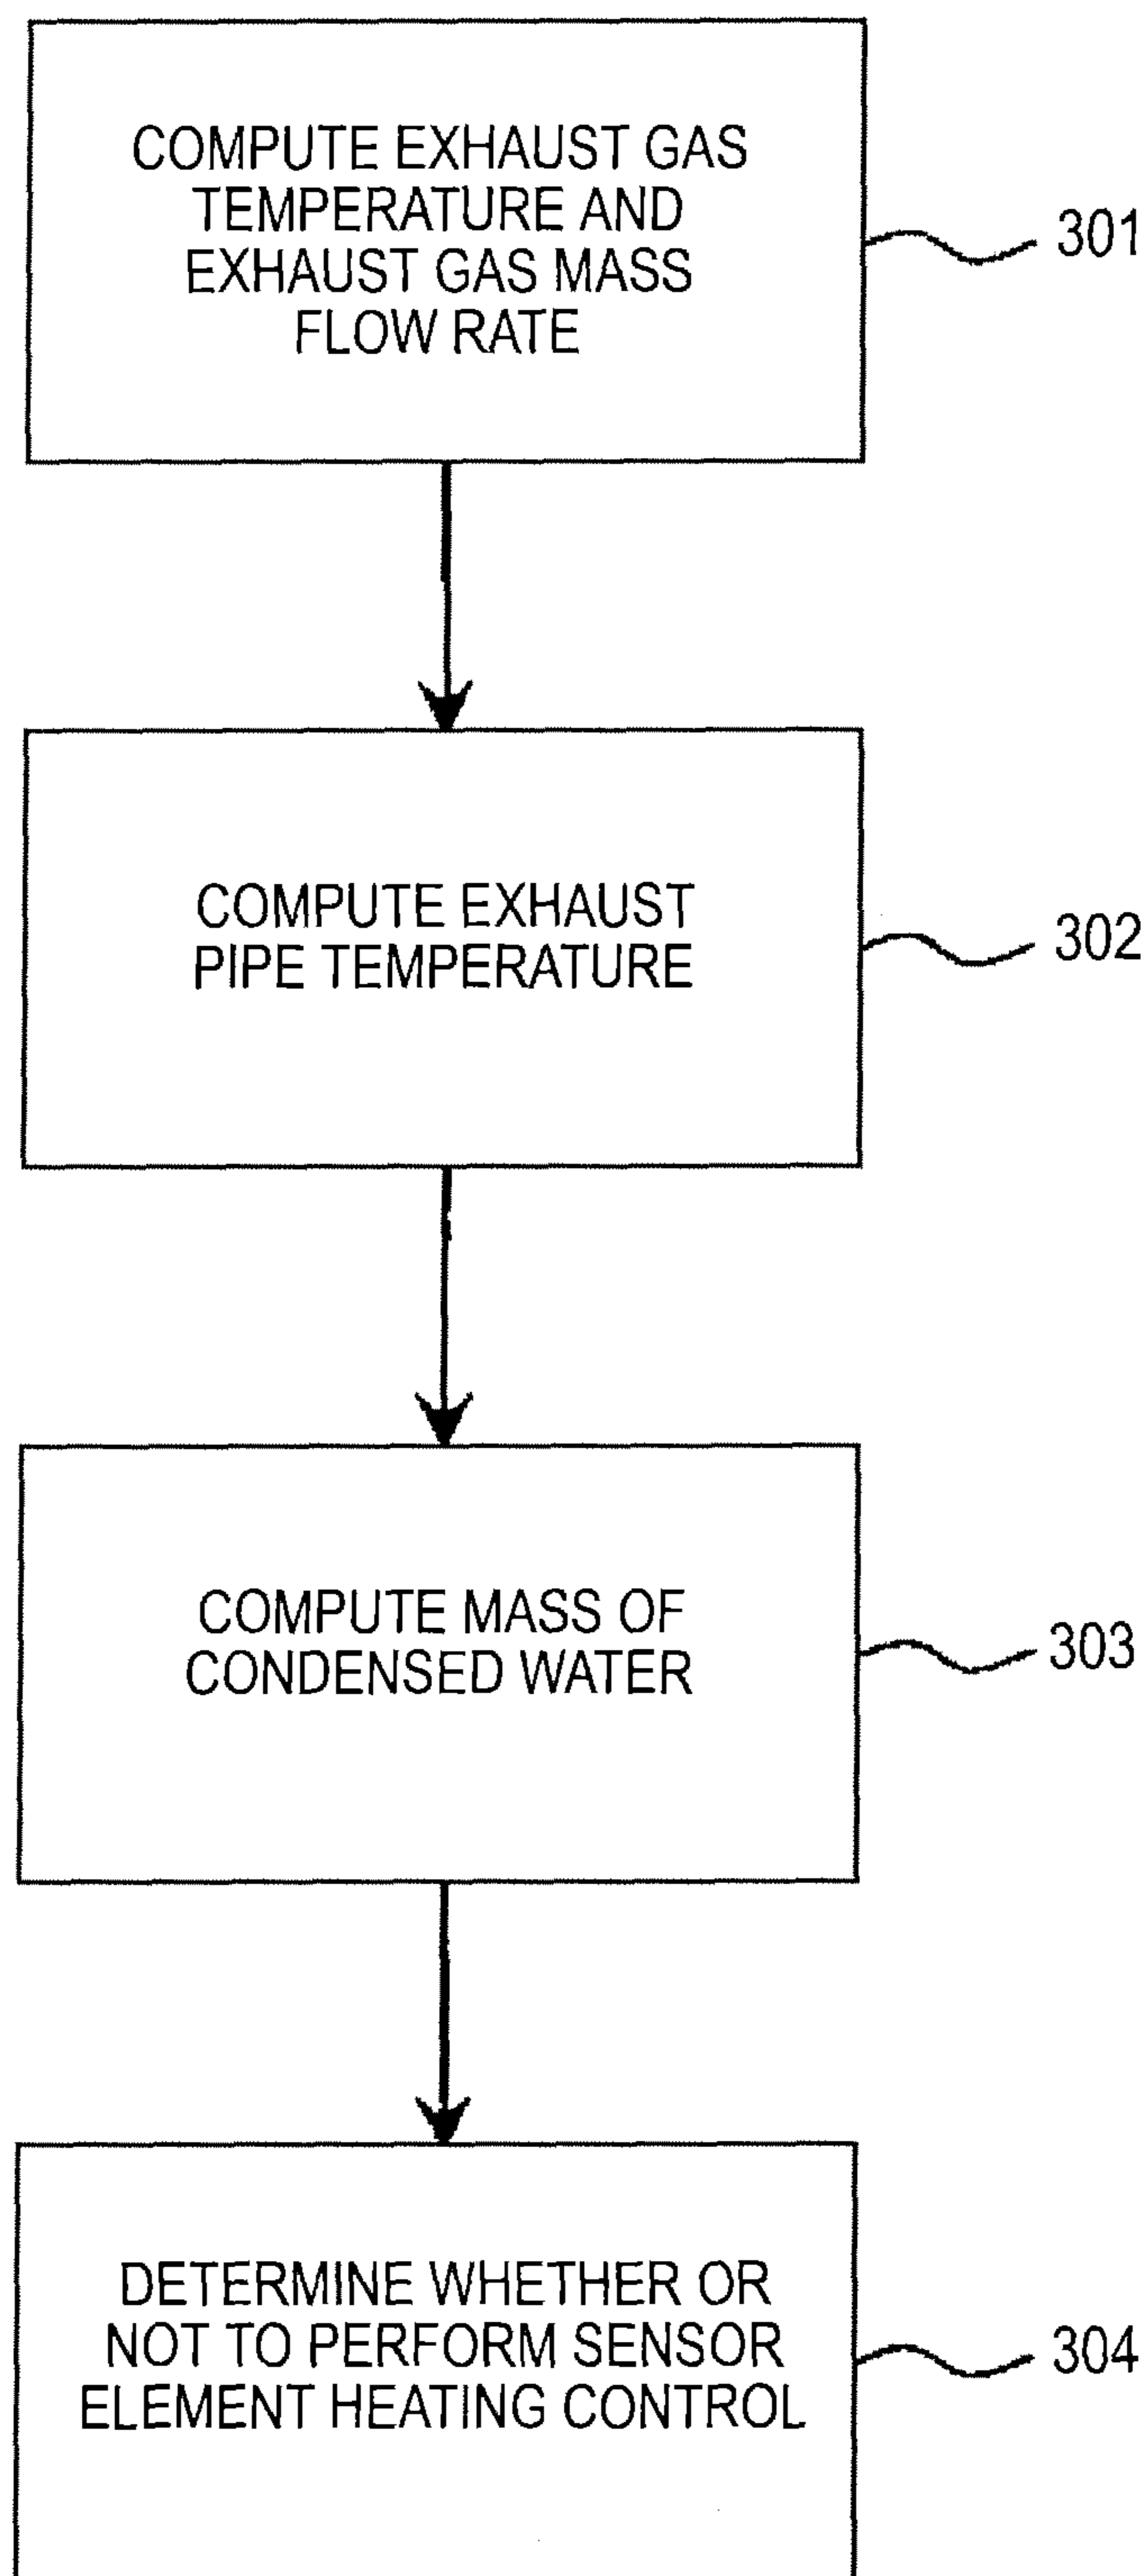 COMPUTE EXHAUST GAS
TEMPERATURE AND
EXHAUST GAS MASS
FLOW RATE
301
COMPUTE EXHAUST
PIPE TEMPERATURE
302
COMPUTE MASS OF
CONDENSED WATER
303
DETERMINE WHETHER OR
NOT TO PERFORM SENSOR
ELEMENT HEATING CONTROL
304